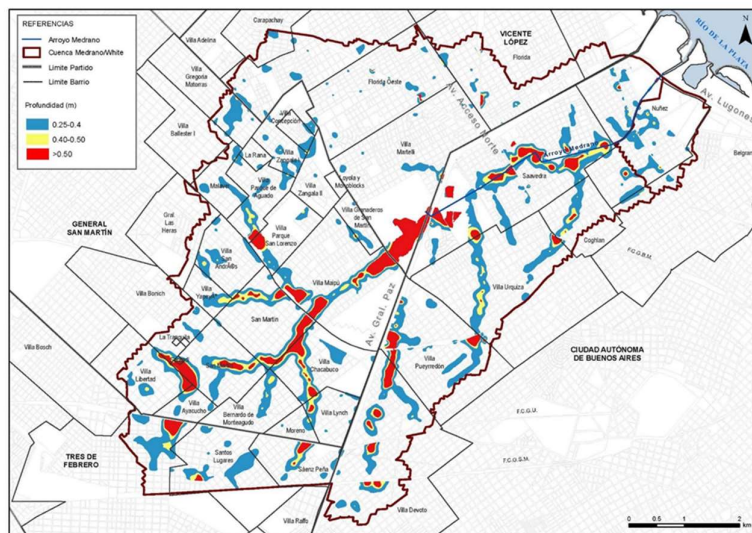 REFERENCIAS
Arroyo Medrano
Cuenca Medrano/White
Límite Partido
Límite Barrio
Profundidad (m)
0.25-0.4
0.40-0.50
>0.50
Carapachay
Villa Adelina
VICENTE
LÓPEZ
Florida
RÍO DE LA PLATA
N
Av. Lugones
Villa
Gregoria
Matorras
Florida Oeste
Av. Acceso Norte
Núñez
Villa
Concepción
Villa
Ballester I
Villa
Martelli
Arroyo Medrano
Belgrano
La Rana
Villa
Zangala
Loyola y
Monoblocks
Saavedra
Malaver
Villa
Parque de
Aguado
Villa
Zangala II
GENERAL
SAN MARTÍN
Gral.
Las
Heras
Villa Granaderos
de San
Martín
Villa
Parque
San Lorenzo
Coghlan
F.C.G.B.M.
Villa
San
Andrés
Villa Maipú
Villa Urquiza
Villa Bonich
Villa
San Martín
Av. Gral. Paz
La Tranquila
CIUDAD AUTÓNOMA
DE BUENOS AIRES
Villa Bosch
Villa
Libertad
Villa
Chacabuco
Villa
Pueyrredón
Villa
Ayacucho
Villa
Bernardo de
Monteagudo
Villa Lynch
F.C.G.U.
Moreno
TRES DE
FEBRERO
Santos
Lugares
Sáenz Peña
F.C.G.S.M.
Villa Raffo
Villa Devoto
0 0.5 1 2
km